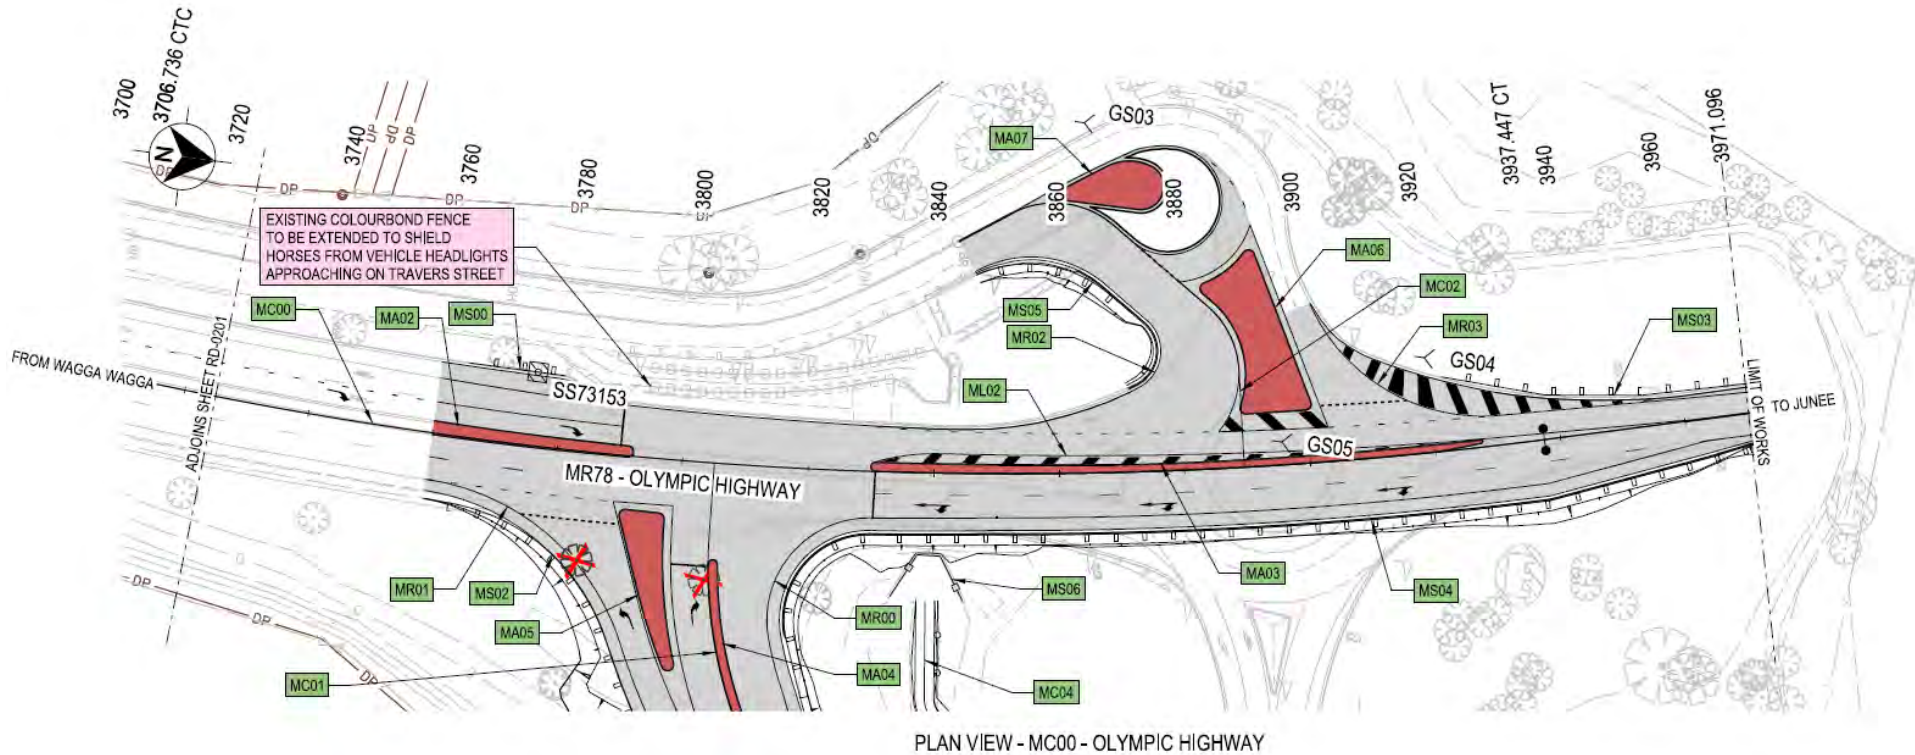 3700
3706.736 CTC
3720
3740
3760
3780
3800
3820
3840
3860
3880
3900
3920
3937.447 CT
3940
3960
3971.096
N
DP
DP
DP
DP
DP
DP
DP
DP
DP
DP
DP
DP
EXISTING COLOURBOND FENCE
TO BE EXTENDED TO SHIELD
HORSES FROM VEHICLE HEADLIGHTS
APPROACHING ON TRAVERS STREET
MA07
GS03
MA06
MC02
MR03
MS03
GS04
MS05
MR02
ML02
MC00
MA02
MS00
SS73153
FROM WAGGA WAGGA
ADJOINS SHEET RD-0201
MR78 - OLYMPIC HIGHWAY
GS05
TO JUNEE
LIMIT OF WORKS
MR01
MS02
MA05
MC01
MR00
MA04
MS06
MC04
MA03
MS04
PLAN VIEW - MC00 - OLYMPIC HIGHWAY